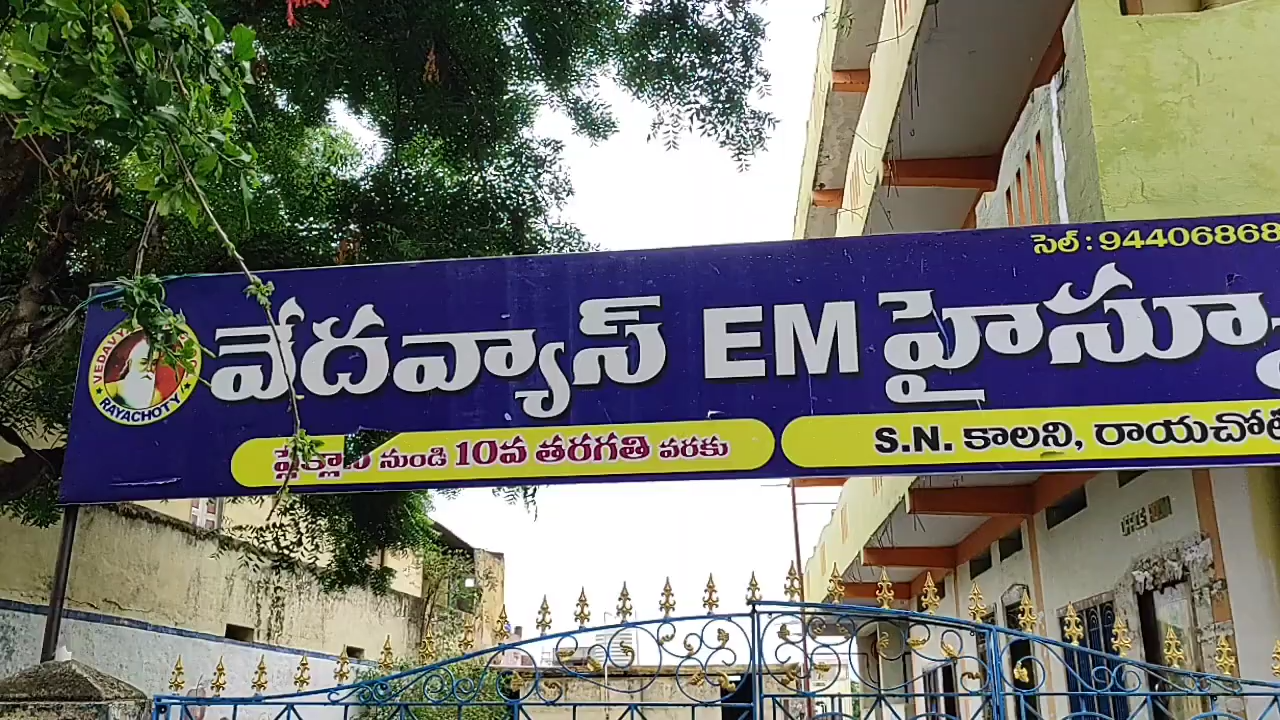 సెల్ : 94406868
వేదవ్యాస్ EM హైస్కూ
RAYACHOTY
ప్లేక్లాస్ నుండి 10వ తరగతి వరకు
S.N. కాలని, రాయచోటి